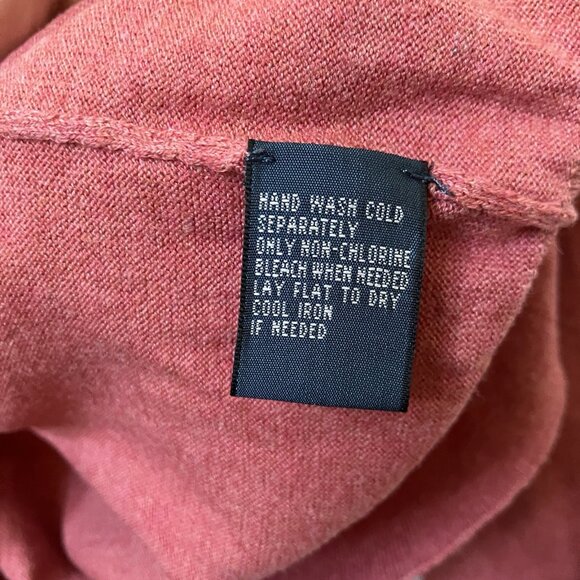 HAND WASH COLD
SEPARATELY
ONLY NON-CHLORINE
BLEACH WHEN NEEDED
LAY FLAT TO DRY
COOL IRON
IF NEEDED